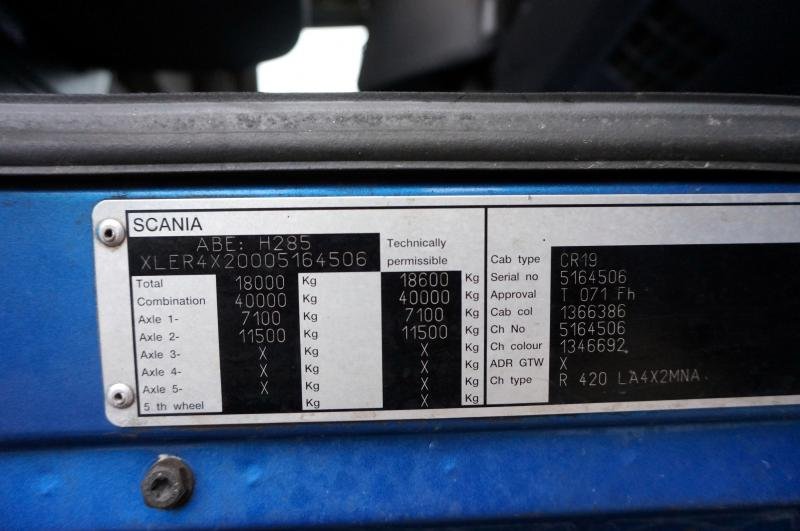 SCANIA
ABE: H285
XLER4X20005164506
Technically
permissible
Total 18000 Kg 18600 Kg
Combination 40000 Kg 40000 Kg
Axle 1- 7100 Kg 7100 Kg
Axle 2- 11500 Kg 11500 Kg
Axle 3- X Kg X Kg
Axle 4- X Kg X Kg
Axle 5- X Kg X Kg
5 th wheel Kg X Kg
Cab type CR19
Serial no 5164506
Approval T 071 Fh
Cab col 1366386
Ch No 5164506
Ch colour 1346692
ADR GTW X
Ch type R 420 LA4X2MNA